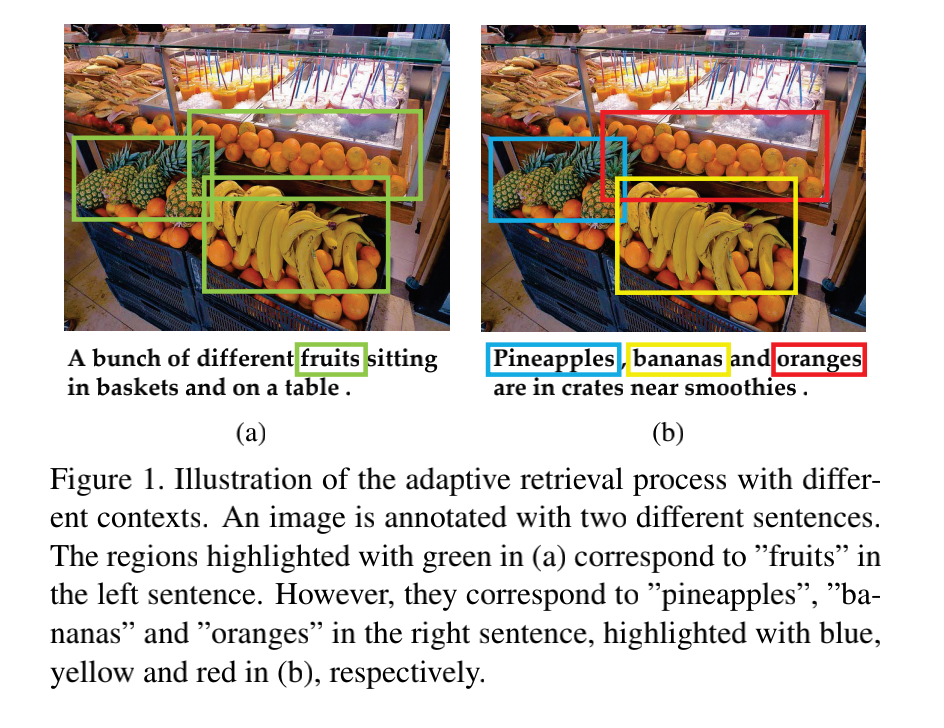 A bunch of different fruits sitting
in baskets and on a table .
Pineapples , bananas and oranges
are in crates near smoothies .
(a)
(b)
Figure 1. Illustration of the adaptive retrieval process with differ-
ent contexts. An image is annotated with two different sentences.
The regions highlighted with green in (a) correspond to ”fruits” in
the left sentence. However, they correspond to ”pineapples”, ”ba-
nanas” and ”oranges” in the right sentence, highlighted with blue,
yellow and red in (b), respectively.